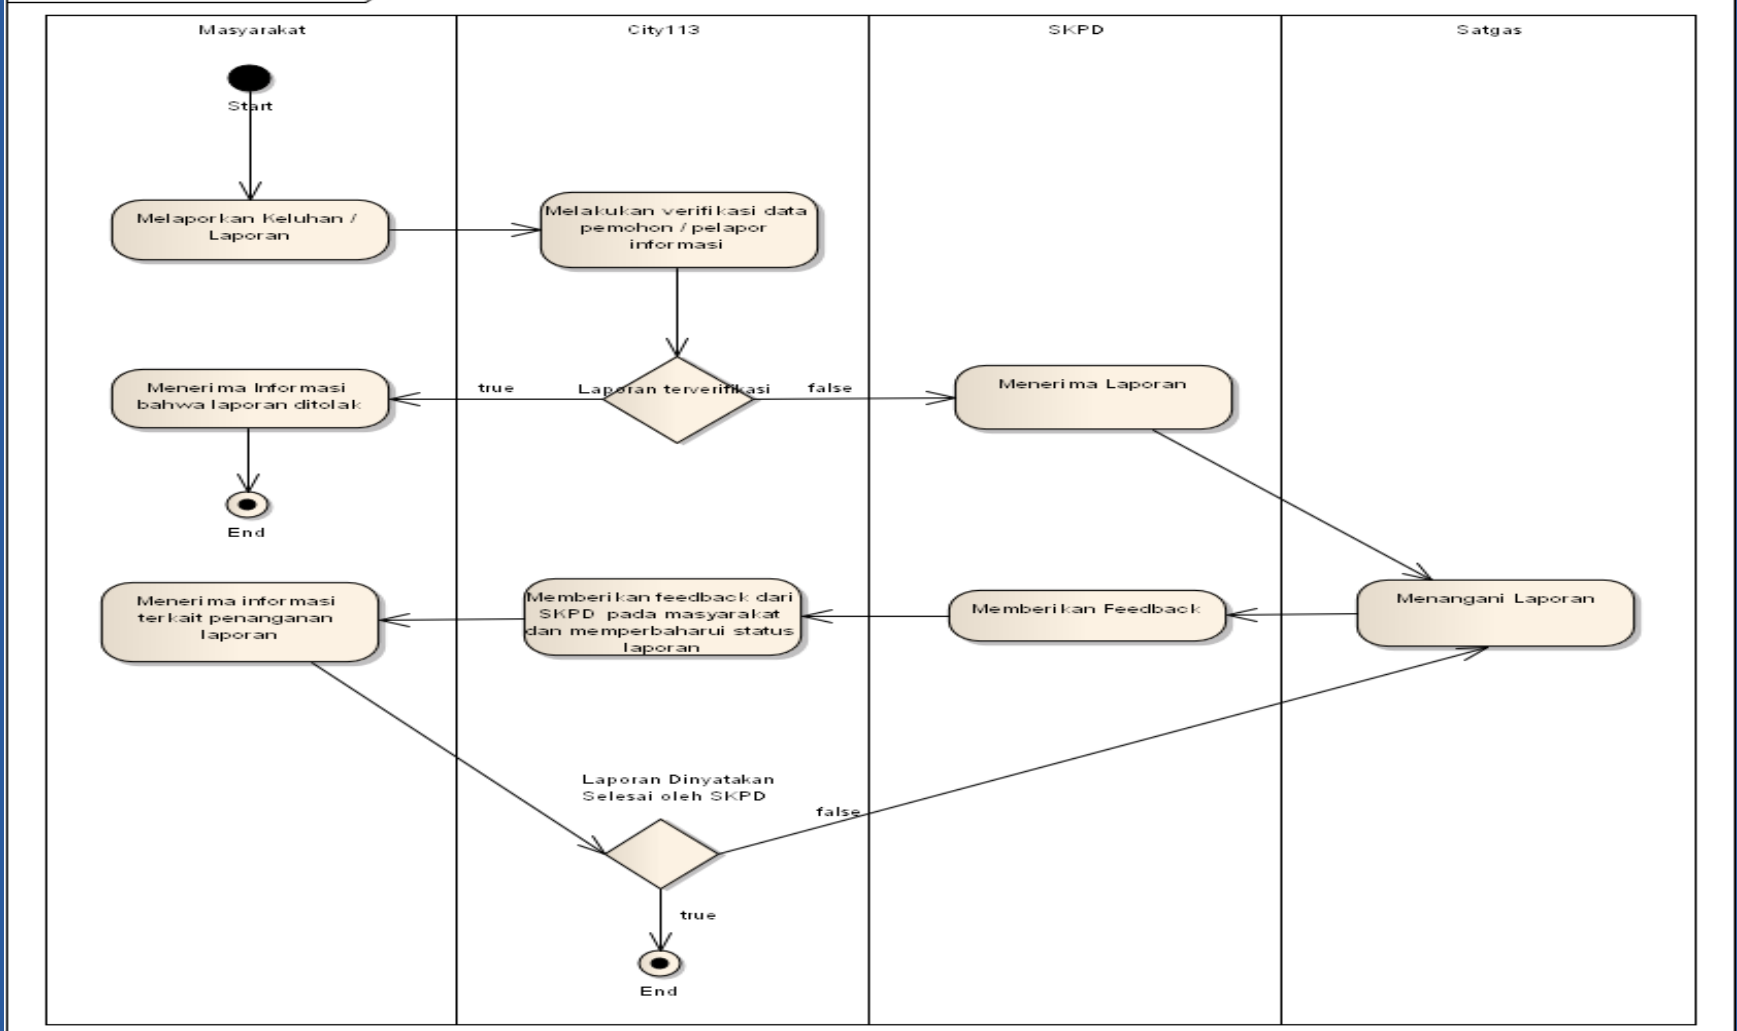 Masyarakat
City113
SKPD
Satgas
Start
Melaporkan Keluhan /
Laporan
Melakukan verifikasi data
pemohon / pelapor
informasi
Menerima Informasi
bahwa laporan ditolak
true
Laporan terverifikasi
false
Menerima Laporan
End
Menerima informasi
terkait penanganan
laporan
Memberikan feedback dari
SKPD pada masyarakat
dan memperbaharui status
laporan
Memberikan Feedback
Menangani Laporan
Laporan Dinyatakan
Selesai oleh SKPD
false
true
End